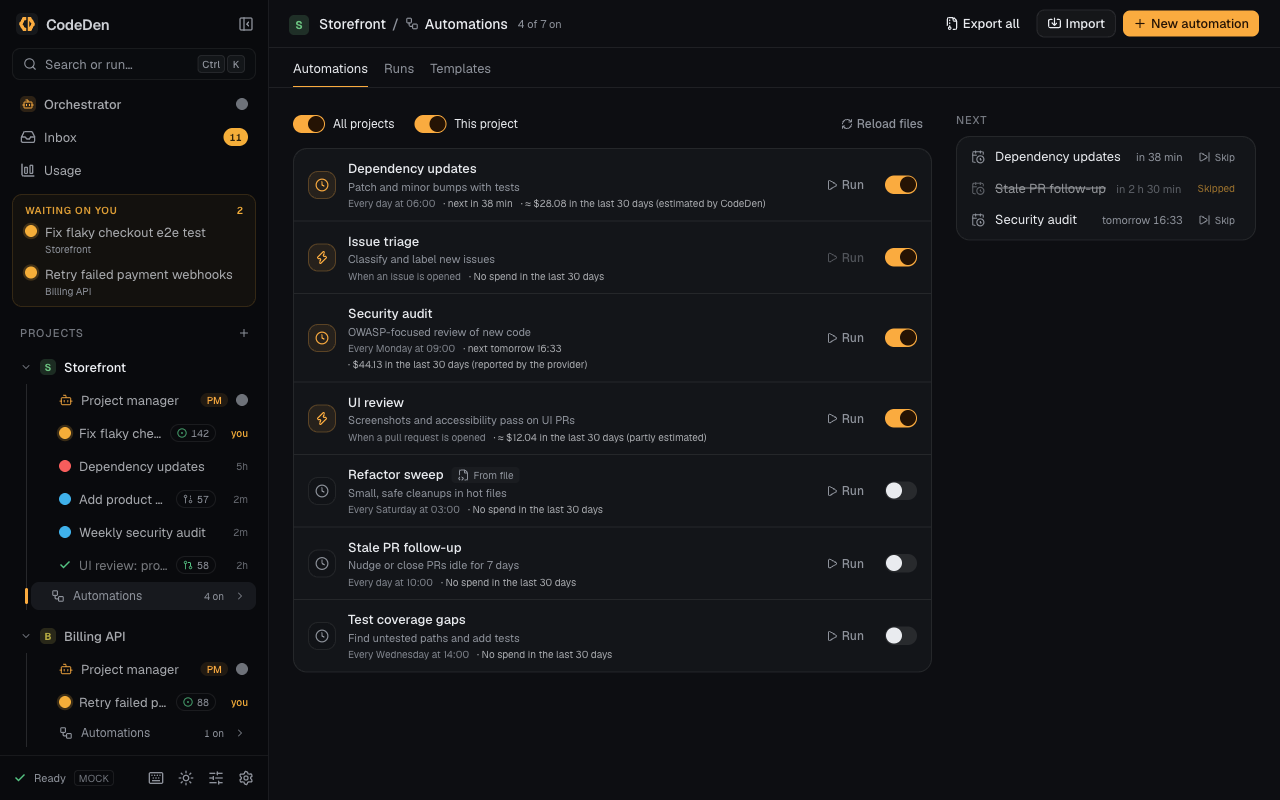 CodeDen
Search or run…
Ctrl K
Orchestrator
Inbox
11
Usage
WAITING ON YOU 2
Fix flaky checkout e2e test
Storefront
Retry failed payment webhooks
Billing API
PROJECTS
S Storefront
Project manager PM
Fix flaky che… 142 you
Dependency updates 5h
Add product … 57 2m
Weekly security audit 2m
UI review: pro… 58 2h
Automations 4 on
B Billing API
Project manager PM
Retry failed p… 88 you
Automations 1 on
Ready MOCK
S Storefront / Automations 4 of 7 on
Export all
Import
New automation
Automations Runs Templates
All projects This project Reload files
Dependency updates
Patch and minor bumps with tests
Every day at 06:00 · next in 38 min · ≈ $28.08 in the last 30 days (estimated by CodeDen)
Run
Issue triage
Classify and label new issues
When an issue is opened · No spend in the last 30 days
Run
Security audit
OWASP-focused review of new code
Every Monday at 09:00 · next tomorrow 16:33
· $44.13 in the last 30 days (reported by the provider)
Run
UI review
Screenshots and accessibility pass on UI PRs
When a pull request is opened · ≈ $12.04 in the last 30 days (partly estimated)
Run
Refactor sweep From file
Small, safe cleanups in hot files
Every Saturday at 03:00 · No spend in the last 30 days
Run
Stale PR follow-up
Nudge or close PRs idle for 7 days
Every day at 10:00 · No spend in the last 30 days
Run
Test coverage gaps
Find untested paths and add tests
Every Wednesday at 14:00 · No spend in the last 30 days
Run
NEXT
Dependency updates in 38 min Skip
Stale PR follow-up in 2 h 30 min Skipped
Security audit tomorrow 16:33 Skip